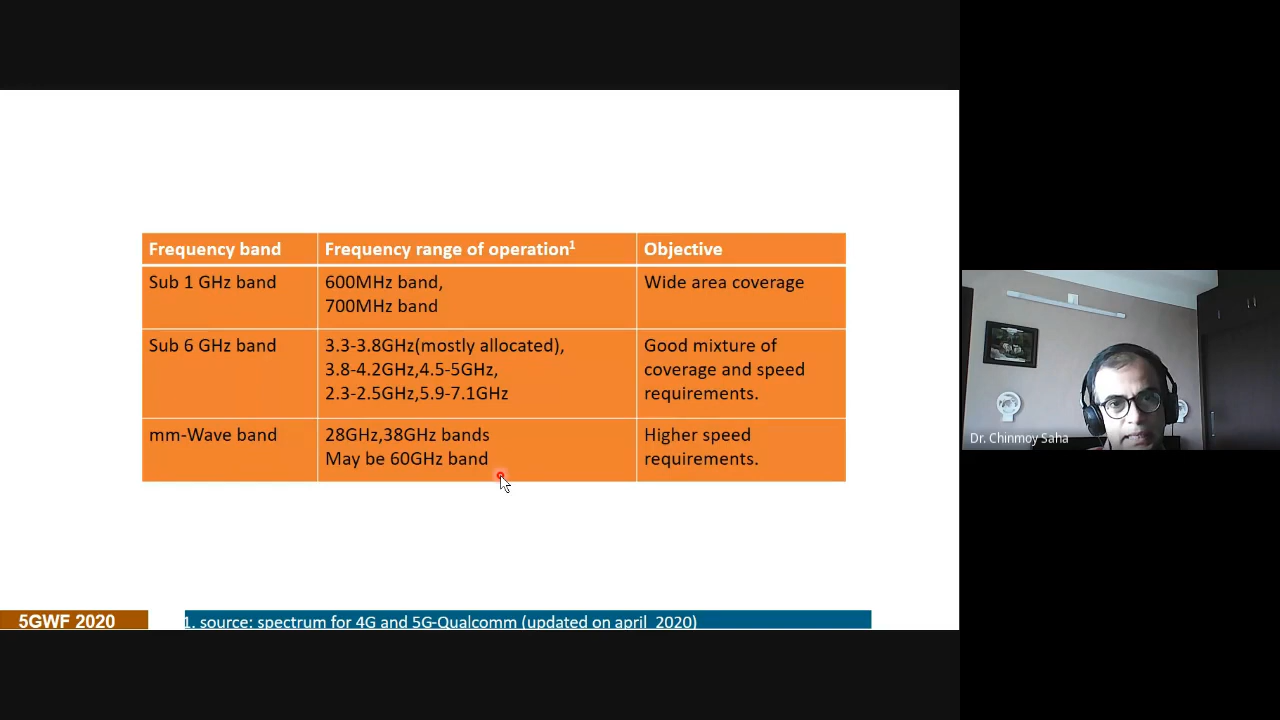 Frequency band
Frequency range of operation1
Objective
Sub 1 GHz band
600MHz band,
700MHz band
Wide area coverage
Sub 6 GHz band
3.3-3.8GHz(mostly allocated),
3.8-4.2GHz,4.5-5GHz,
2.3-2.5GHz,5.9-7.1GHz
Good mixture of
coverage and speed
requirements.
mm-Wave band
28GHz,38GHz bands
May be 60GHz band
Higher speed
requirements.
Dr. Chinmoy Saha
5GWF 2020
1. source: spectrum for 4G and 5G-Qualcomm (updated on april 2020)